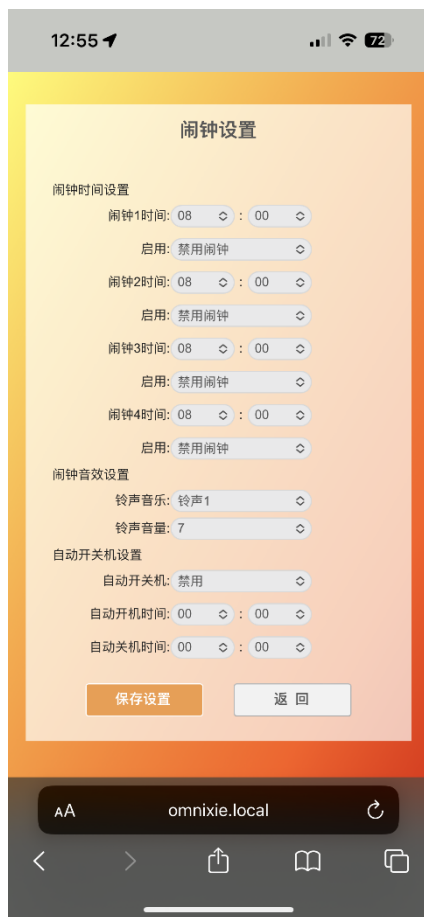 12:55
72
闹钟设置
闹钟时间设置
闹钟1时间: 08 : 00
启用: 禁用闹钟
闹钟2时间: 08 : 00
启用: 禁用闹钟
闹钟3时间: 08 : 00
启用: 禁用闹钟
闹钟4时间: 08 : 00
启用: 禁用闹钟
闹钟音效设置
铃声音乐: 铃声1
铃声音量: 7
自动开关机设置
自动开关机: 禁用
自动开机时间: 00 : 00
自动关机时间: 00 : 00
保存设置 返 回
AA omnixie.local